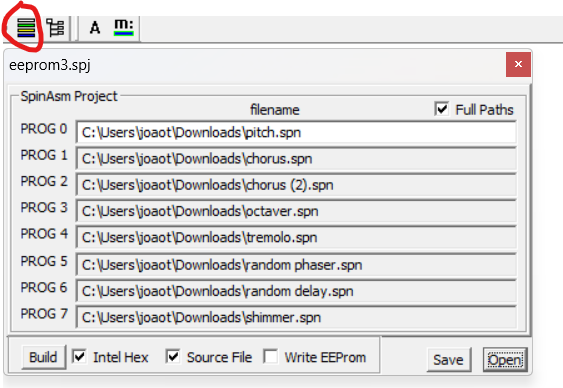 A m:
eeprom3.spj
SpinAsm Project
filename Full Paths
PROG 0 C:\Users\joaot\Downloads\pitch.spn
PROG 1 C:\Users\joaot\Downloads\chorus.spn
PROG 2 C:\Users\joaot\Downloads\chorus (2).spn
PROG 3 C:\Users\joaot\Downloads\octaver.spn
PROG 4 C:\Users\joaot\Downloads\tremolo.spn
PROG 5 C:\Users\joaot\Downloads\random phaser.spn
PROG 6 C:\Users\joaot\Downloads\random delay.spn
PROG 7 C:\Users\joaot\Downloads\shimmer.spn
Build Intel Hex Source File Write EEProm Save Open